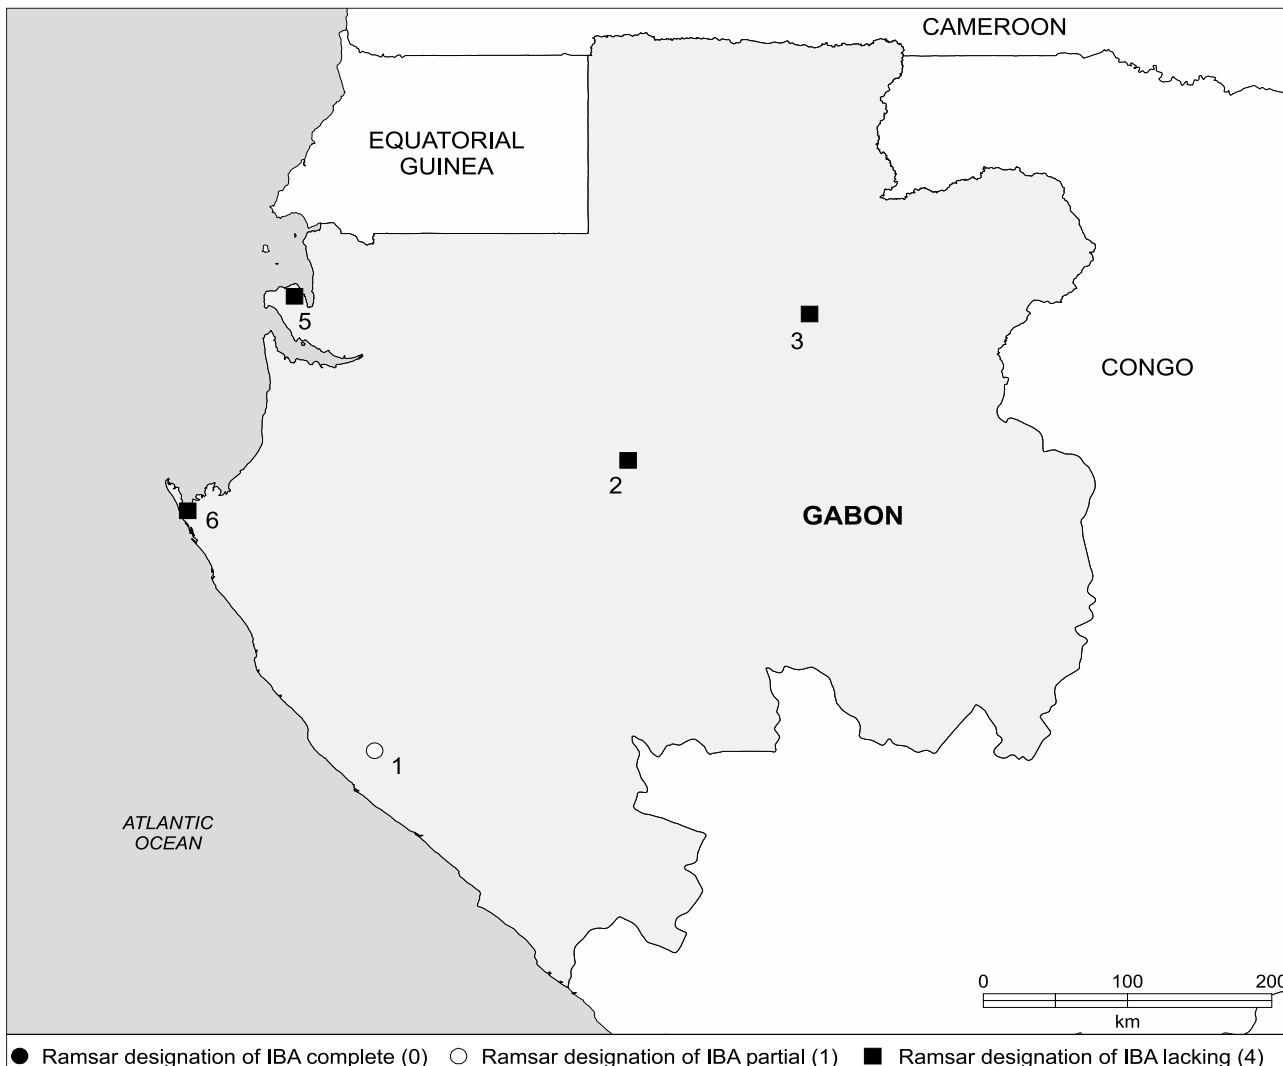 CAMEROON
EQUATORIAL
GUINEA
5
3
CONGO
2
6
GABON
1
ATLANTIC
OCEAN
0 100 200
km
Ramsar designation of IBA complete (0) Ramsar designation of IBA partial (1) Ramsar designation of IBA lacking (4)